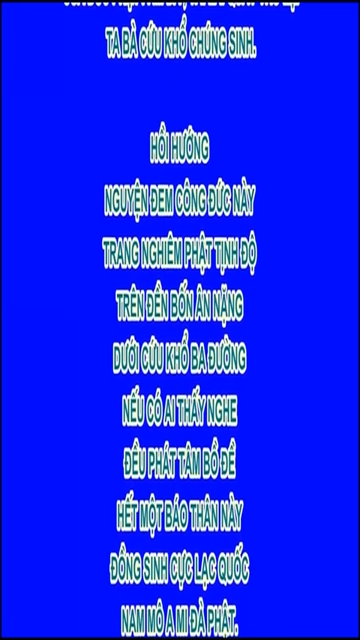 TA BÀ CỨU KHỔ CHÚNG SINH.
HỒI HƯỚNG
NGUYỆN ĐEM CÔNG ĐỨC NÀY
TRANG NGHIÊM PHẬT TỊNH ĐỘ
TRÊN ĐỀN BỐN ÂN NẶNG
DƯỚI CỨU KHỔ BA ĐƯỜNG
NẾU CÓ AI THẤY NGHE
ĐỀU PHÁT TÂM BỒ ĐỀ
HẾT MỘT BÁO THÂN NÀY
ĐỒNG SINH CỰC LẠC QUỐC
NAM MÔ A MI ĐÀ PHẬT.